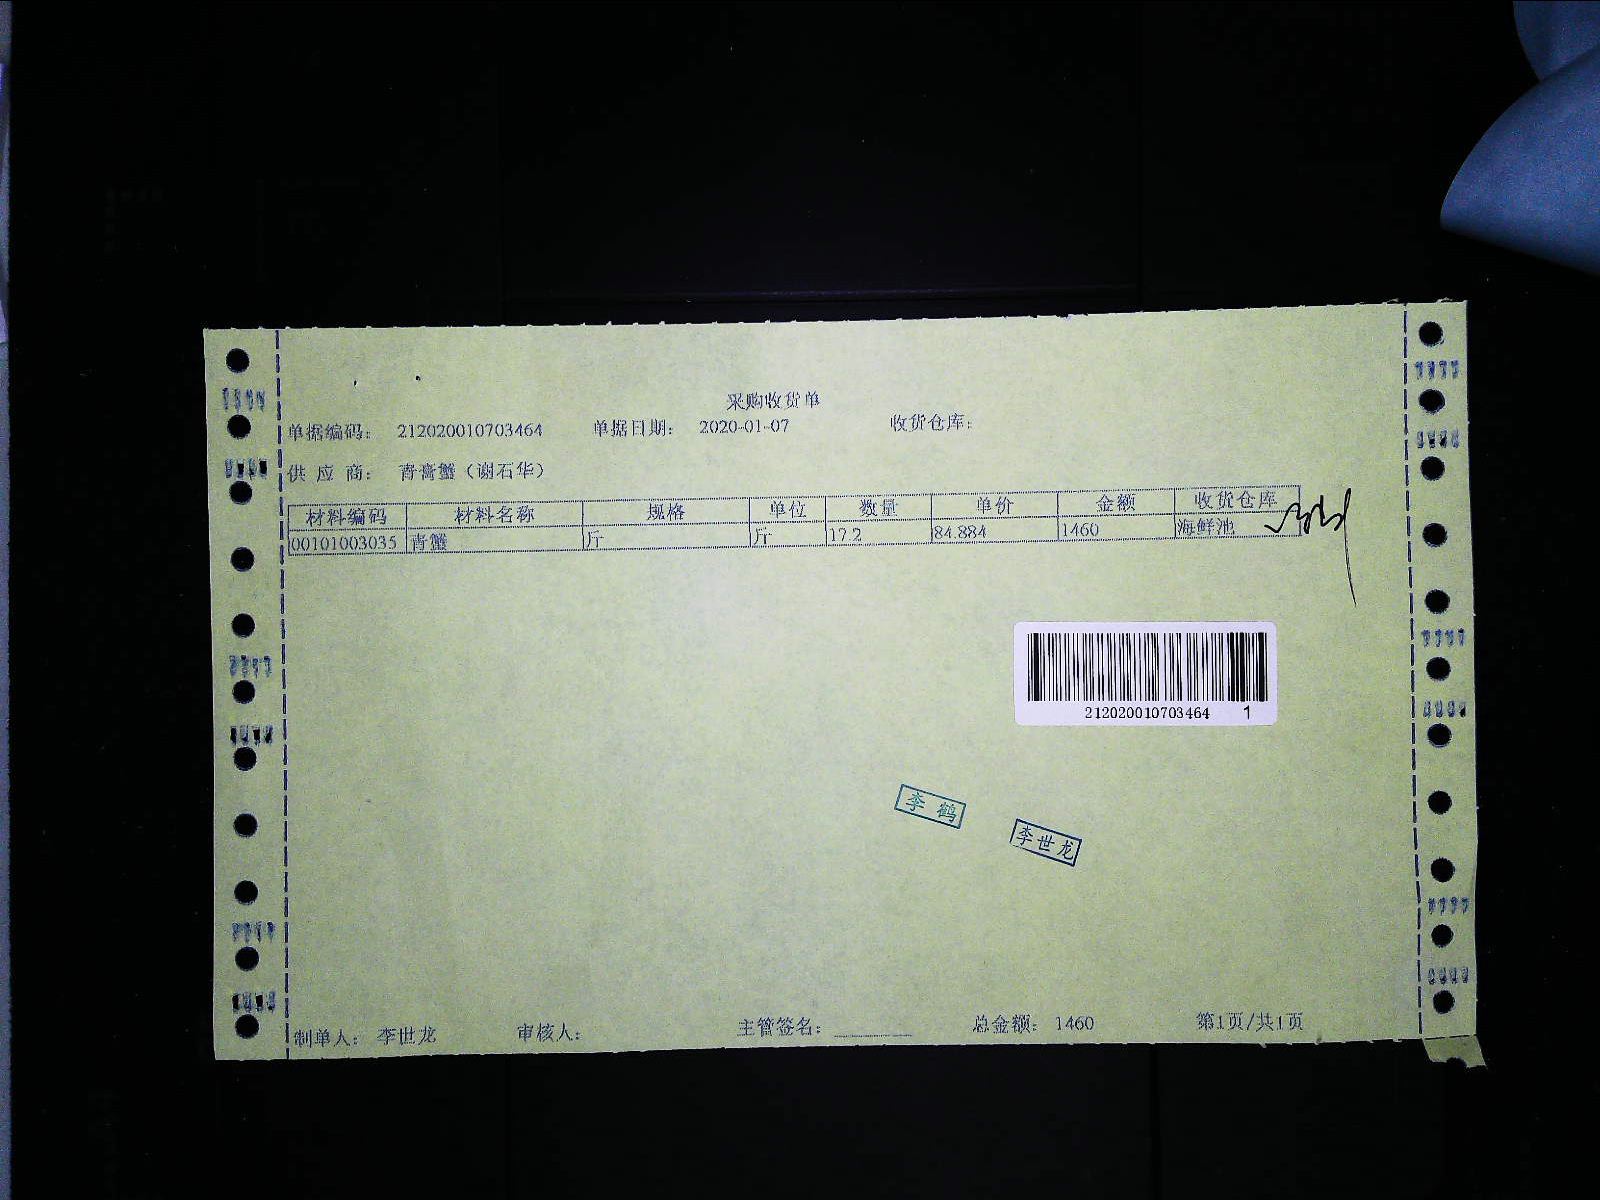 采购收货单
单据编码： 212020010703464 单据日期： 2020-01-07 收货仓库：
供 应 商： 青膏蟹（谢石华）
材料编码 材料名称 规格 单位 数量 单价 金额 收货仓库
00101003035 青蟹 斤 斤 17.2 84.884 1460 海鲜池
212020010703464 1
李 鹤
李世龙
制单人： 李世龙 审核人： 主管签名： 总金额： 1460 第1页/共1页